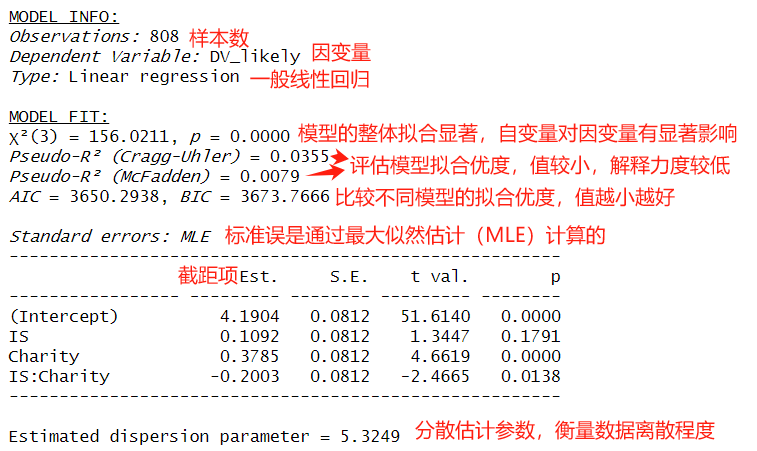 MODEL INFO:
Observations: 808 样本数
Dependent Variable: DV_likely 因变量
Type: Linear regression 一般线性回归
MODEL FIT:
χ²(3) = 156.0211, p = 0.0000 模型的整体拟合显著，自变量对因变量有显著影响
Pseudo-R² (Cragg-Uhler) = 0.0355
Pseudo-R² (McFadden) = 0.0079 评估模型拟合优度，值较小，解释力度较低
AIC = 3650.2938, BIC = 3673.7666 比较不同模型的拟合优度，值越小越好
Standard errors: MLE 标准误是通过最大似然估计（MLE）计算的
------------------------------------------------------
截距项Est. S.E. t val. p
----------------- --------- -------- --------- --------
(Intercept) 4.1904 0.0812 51.6140 0.0000
IS 0.1092 0.0812 1.3447 0.1791
Charity 0.3785 0.0812 4.6619 0.0000
IS:Charity -0.2003 0.0812 -2.4665 0.0138
------------------------------------------------------
Estimated dispersion parameter = 5.3249 分散估计参数，衡量数据离散程度